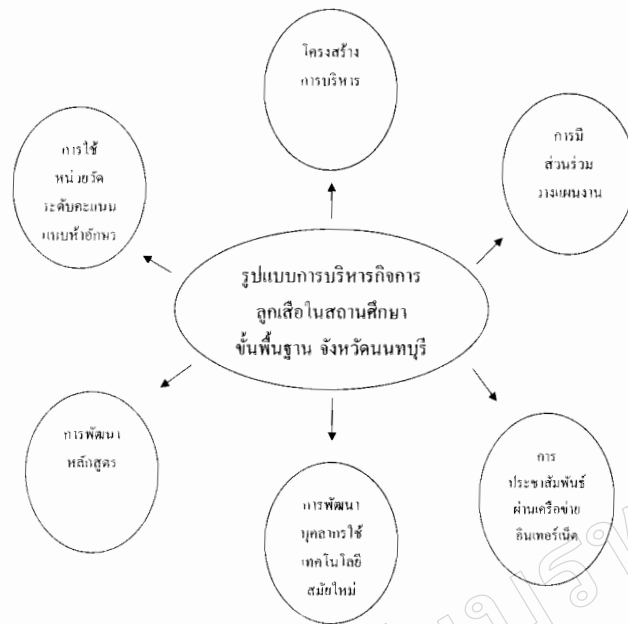 โครงสร้าง
การบริหาร
การมี
ส่วนร่วม
วางแผนงาน
การใช้
หน่วยวัด
ระดับคะแนน
แบบห้าอักษร
รูปแบบการบริหารกิจการ
ลูกเสือในสถานศึกษา
ขั้นพื้นฐาน จังหวัดนนทบุรี
การพัฒนา
หลักสูตร
การพัฒนา
บุคลากรใช้
เทคโนโลยี
สมัยใหม่
การ
ประชาสัมพันธ์
ผ่านเครือข่าย
อินเทอร์เน็ต